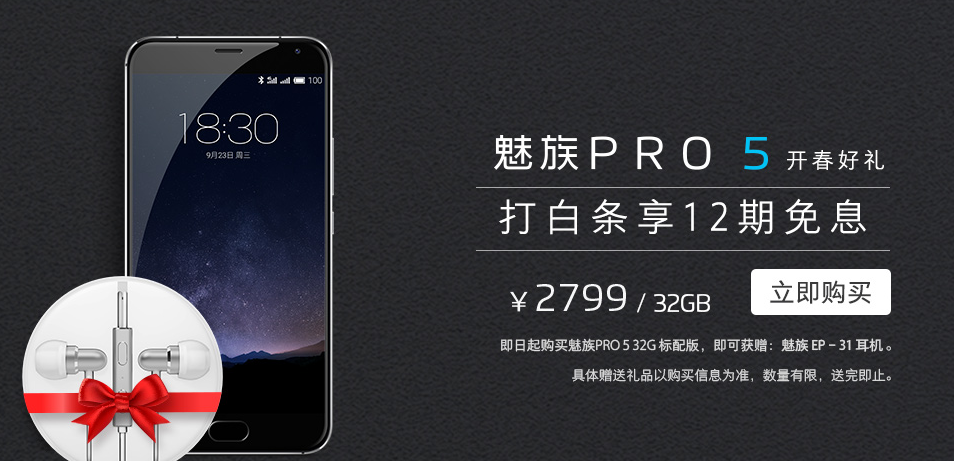 100
18:30
9月23日 周三
魅族PRO 5 开春好礼
打白条享12期免息
¥2799 / 32GB
立即购买
即日起购买魅族PRO 5 32G 标配版，即可获赠：魅族 EP – 31 耳机 。
具体赠送礼品以购买信息为准，数量有限，送完即止。